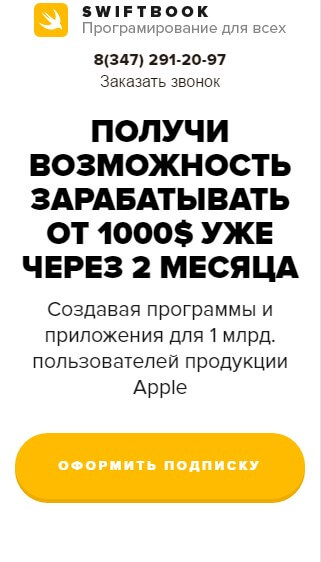 SWIFTBOOK
Програмирование для всех
8(347) 291-20-97
Заказать звонок
ПОЛУЧИ
ВОЗМОЖНОСТЬ
ЗАРАБАТЫВАТЬ
ОТ 1000$ УЖЕ
ЧЕРЕЗ 2 МЕСЯЦА
Создавая программы и
приложения для 1 млрд.
пользователей продукции
Apple
ОФОРМИТЬ ПОДПИСКУ